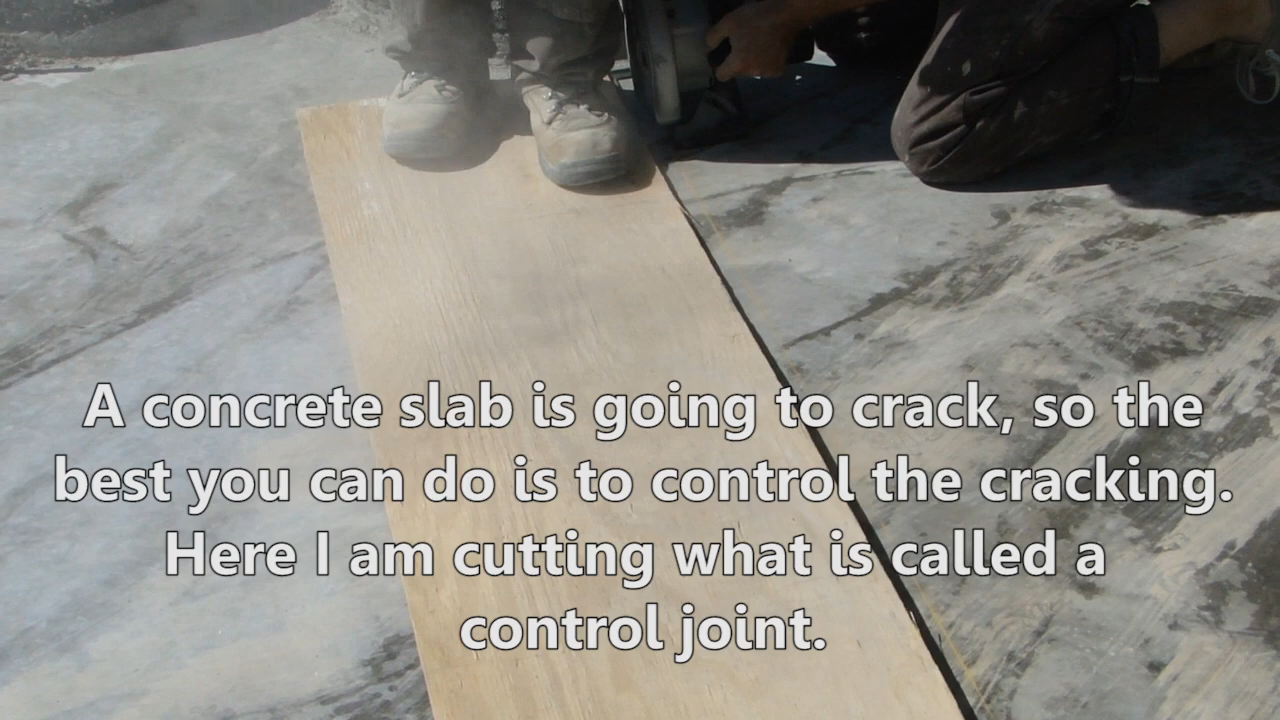 A concrete slab is going to crack, so the
best you can do is to control the cracking.
Here I am cutting what is called a
control joint.